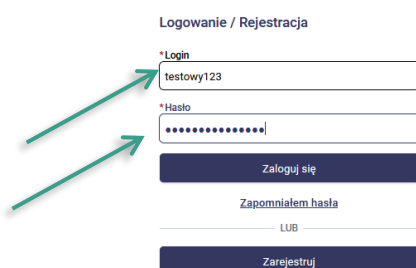 Logowanie / Rejestracja
*Login
testowy123
*Hasło
•••••••••••••••
Zaloguj się
Zapomniałem hasła
LUB
Zarejestruj